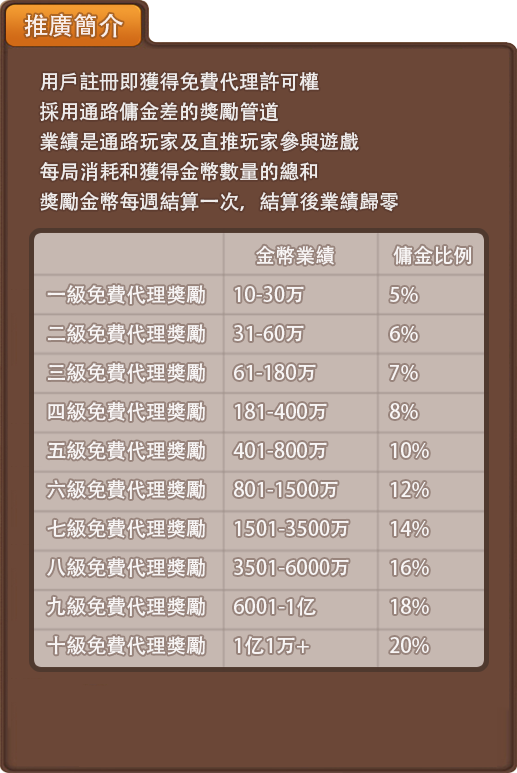 推廣簡介
用戶註冊即獲得免費代理許可權
採用通路傭金差的獎勵管道
業績是通路玩家及直推玩家參與遊戲
每局消耗和獲得金幣數量的總和
獎勵金幣每週結算一次，結算後業績歸零
金幣業績 傭金比例
一級免費代理獎勵 10-30万 5%
二級免費代理獎勵 31-60万 6%
三級免費代理獎勵 61-180万 7%
四級免費代理獎勵 181-400万 8%
五級免費代理獎勵 401-800万 10%
六級免費代理獎勵 801-1500万 12%
七級免費代理獎勵 1501-3500万 14%
八級免費代理獎勵 3501-6000万 16%
九級免費代理獎勵 6001-1亿 18%
十級免費代理獎勵 1亿1万+ 20%